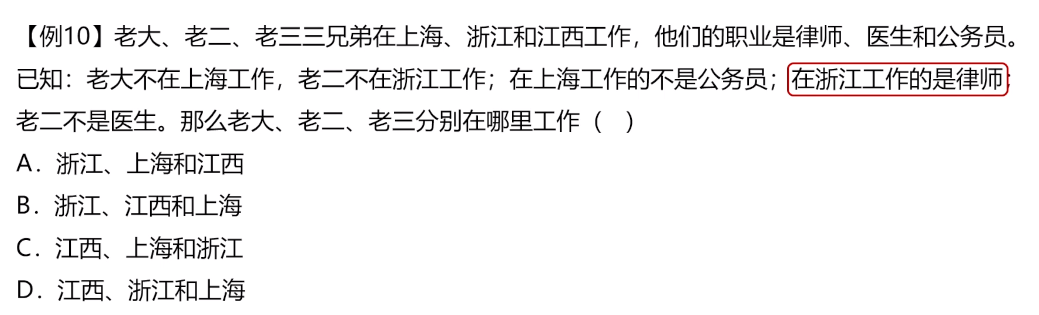 【例10】老大、老二、老三三兄弟在上海、浙江和江西工作，他们的职业是律师、医生和公务员。
已知：老大不在上海工作，老二不在浙江工作；在上海工作的不是公务员；在浙江工作的是律师；
老二不是医生。那么老大、老二、老三分别在哪里工作（　）
A．浙江、上海和江西
B．浙江、江西和上海
C．江西、上海和浙江
D．江西、浙江和上海